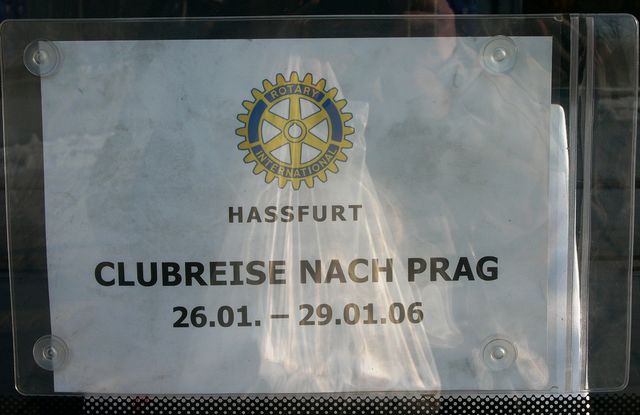 ROTARY
INTERNATIONAL
HASSFURT
CLUBREISE NACH PRAG
26.01. – 29.01.06